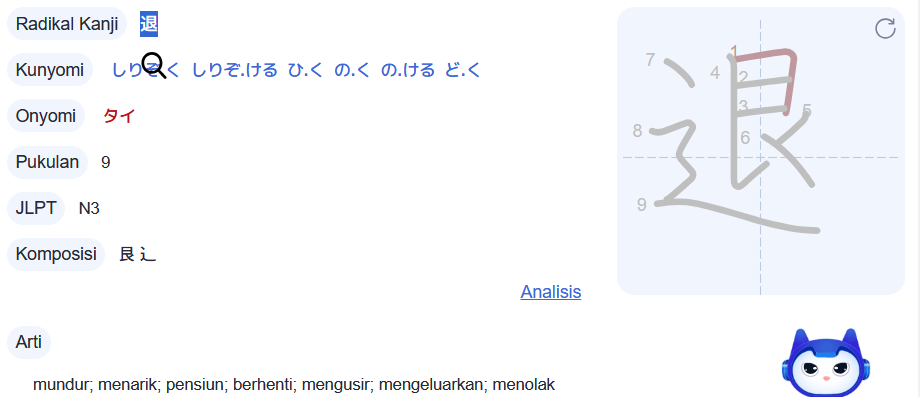 Radikal Kanji 退
Kunyomi しりぞ.く しりぞ.ける ひ.く の.く の.ける ど.く
Onyomi タイ
Pukulan 9
JLPT N3
Komposisi 艮 辶
Analisis
Arti
mundur; menarik; pensiun; berhenti; mengusir; mengeluarkan; menolak
退
1
2
3
4
5
6
7
8
9